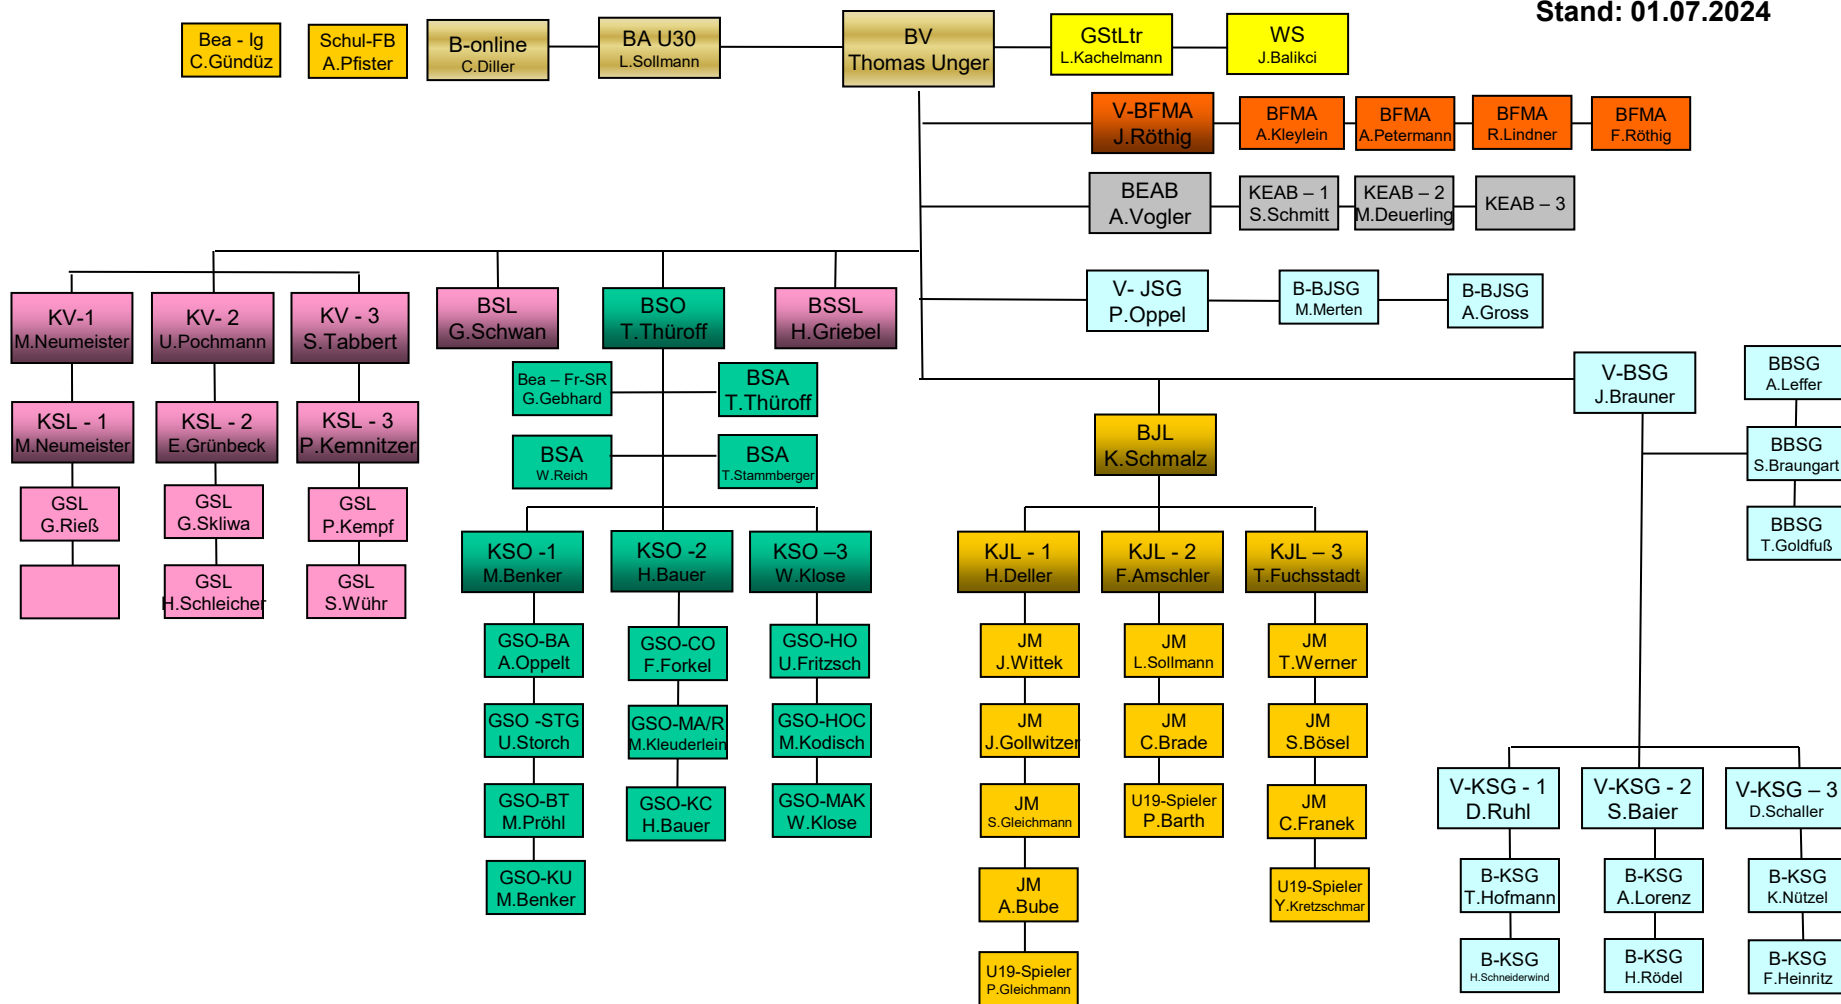 Stand: 01.07.2024
Bea - Ig
C.Gündüz
Schul-FB
A.Pfister
B-online
C.Diller
BA U30
L.Sollmann
BV
Thomas Unger
GStLtr
L.Kachelmann
WS
J.Balikci
V-BFMA
J.Röthig
BFMA
A.Kleylein
BFMA
A.Petermann
BFMA
R.Lindner
BFMA
F.Röthig
BEAB
A.Vogler
KEAB – 1
S.Schmitt
KEAB – 2
M.Deuerling
KEAB – 3
V- JSG
P.Oppel
B-BJSG
M.Merten
B-BJSG
A.Gross
KV-1
M.Neumeister
KV- 2
U.Pochmann
KV - 3
S.Tabbert
BSL
G.Schwan
BSO
T.Thüroff
BSSL
H.Griebel
Bea – Fr-SR
G.Gebhard
BSA
T.Thüroff
BSA
W.Reich
BSA
T.Stammberger
KSL - 1
M.Neumeister
KSL - 2
E.Grünbeck
KSL - 3
P.Kemnitzer
GSL
G.Rieß
GSL
G.Skliwa
GSL
P.Kempf
GSL
H.Schleicher
GSL
S.Wühr
V-BSG
J.Brauner
BBSG
A.Leffer
BBSG
S.Braungart
BBSG
T.Goldfuß
BJL
K.Schmalz
KSO -1
M.Benker
KSO -2
H.Bauer
KSO –3
W.Klose
KJL - 1
H.Deller
KJL - 2
F.Amschler
KJL – 3
T.Fuchsstadt
GSO-BA
A.Oppelt
GSO-CO
F.Forkel
GSO-HO
U.Fritzsch
JM
J.Wittek
JM
L.Sollmann
JM
T.Werner
GSO -STG
U.Storch
GSO-MA/R
M.Kleuderlein
GSO-HOC
M.Kodisch
JM
J.Gollwitzer
JM
C.Brade
JM
S.Bösel
GSO-BT
M.Pröhl
GSO-KC
H.Bauer
GSO-MAK
W.Klose
JM
S.Gleichmann
U19-Spieler
P.Barth
JM
C.Franek
GSO-KU
M.Benker
JM
A.Bube
U19-Spieler
Y.Kretzschmar
U19-Spieler
P.Gleichmann
V-KSG - 1
D.Ruhl
V-KSG - 2
S.Baier
V-KSG – 3
D.Schaller
B-KSG
T.Hofmann
B-KSG
A.Lorenz
B-KSG
K.Nützel
B-KSG
H.Schneiderwind
B-KSG
H.Rödel
B-KSG
F.Heinritz